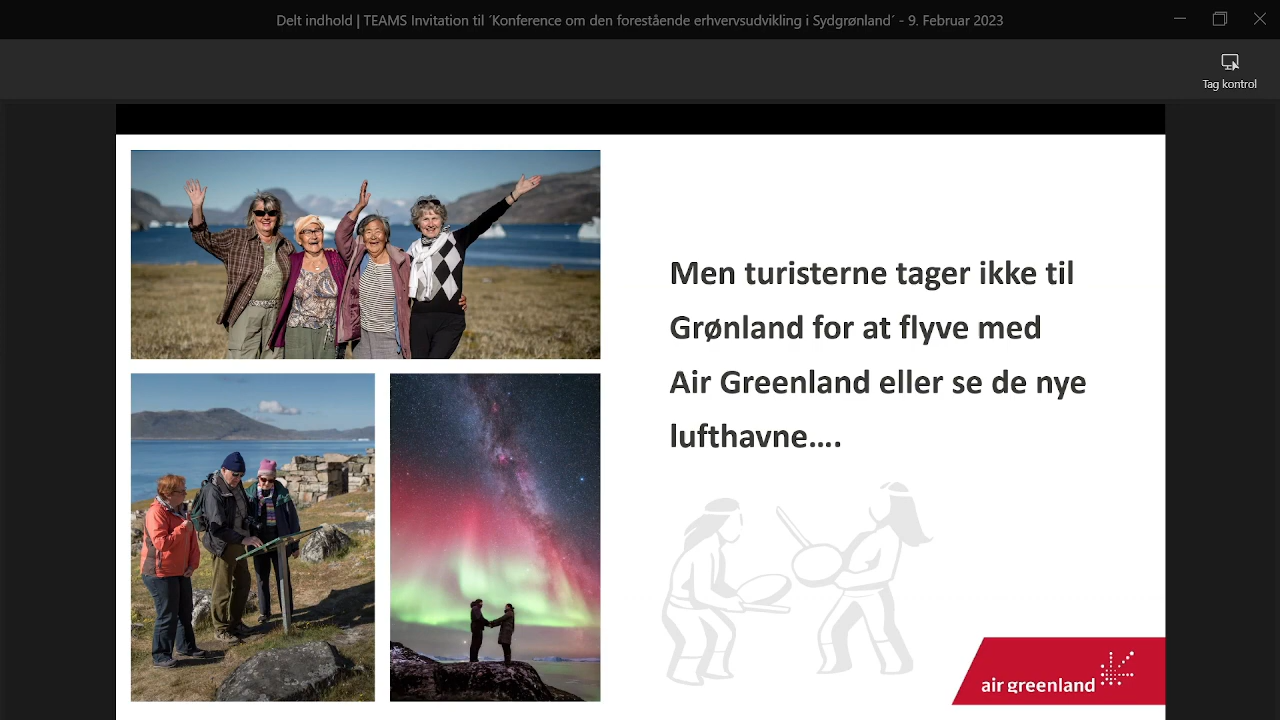 Delt indhold | TEAMS Invitation til ´Konference om den forestående erhvervsudvikling i Sydgrønland´ - 9. Februar 2023
Tag kontrol
Men turisterne tager ikke til
Grønland for at flyve med
Air Greenland eller se de nye
lufthavne....
air greenland